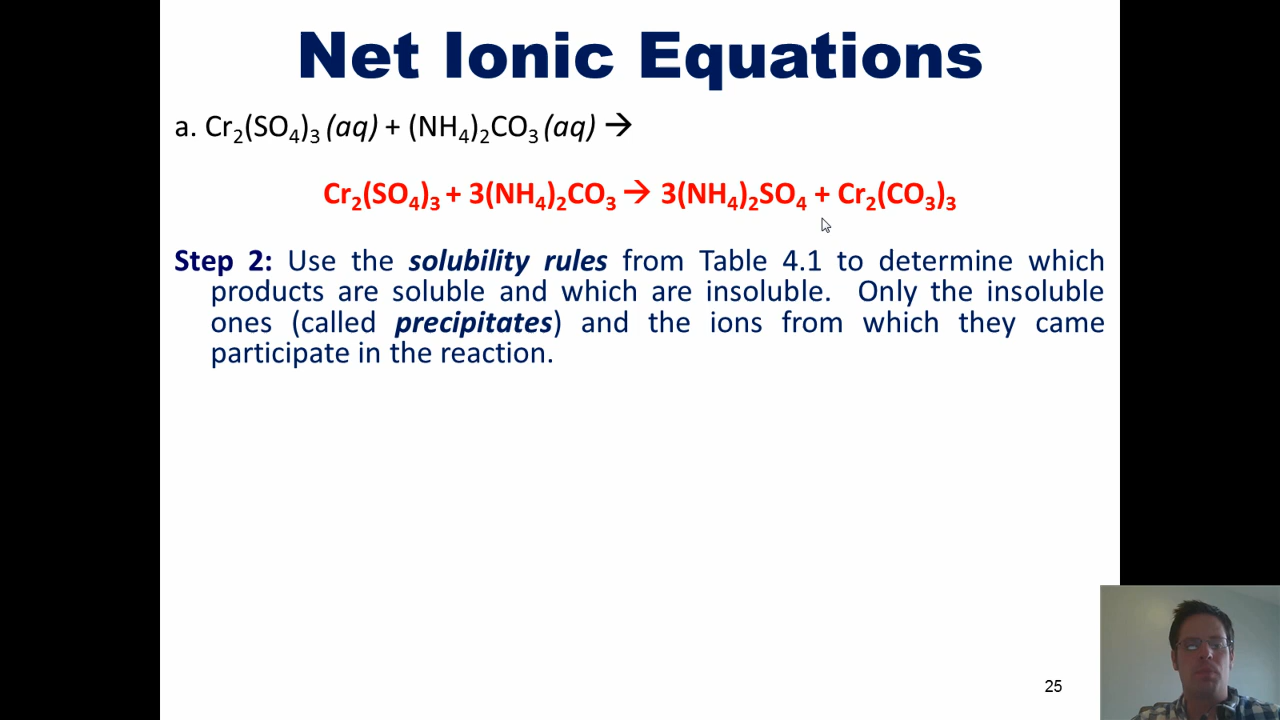 Net Ionic Equations
a. Cr₂(SO₄)₃ (aq) + (NH₄)₂CO₃ (aq) →
Cr₂(SO₄)₃ + 3(NH₄)₂CO₃ → 3(NH₄)₂SO₄ + Cr₂(CO₃)₃
Step 2: Use the solubility rules from Table 4.1 to determine which
products are soluble and which are insoluble. Only the insoluble
ones (called precipitates) and the ions from which they came
participate in the reaction.
25